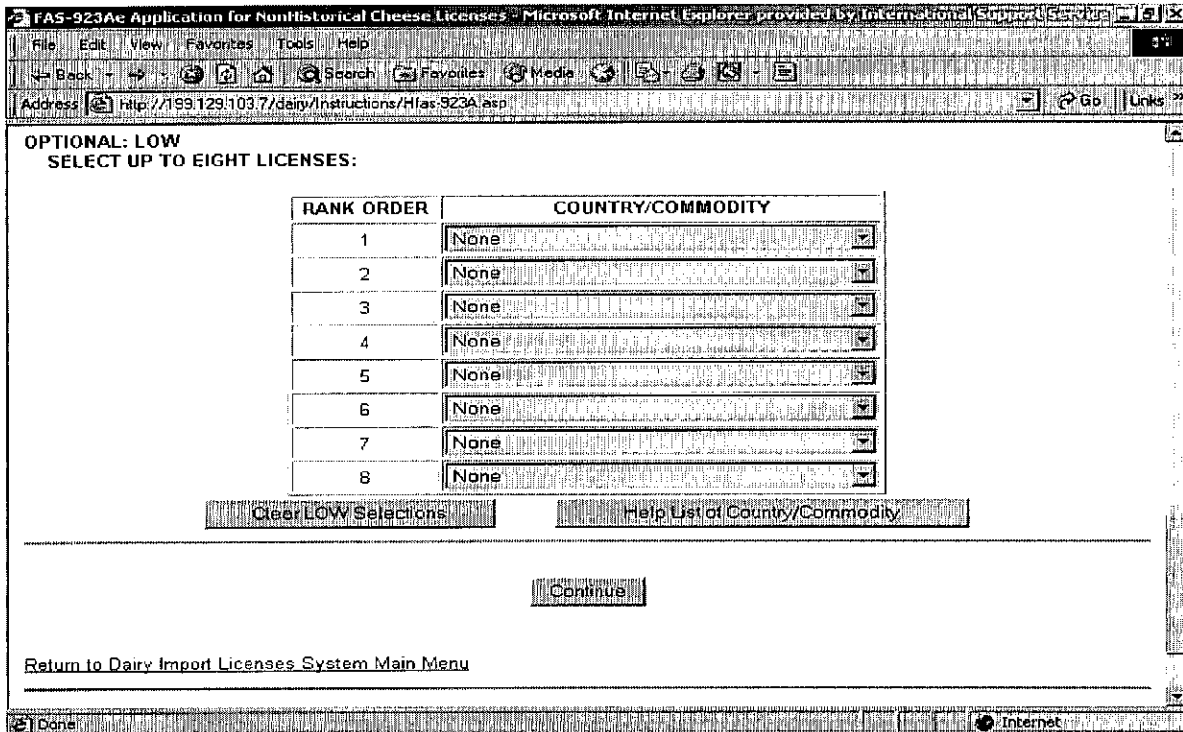 FAS-923Ae Application for NonHistorical Cheese Licenses - Microsoft Internet Explorer provided by International Support Service
File Edit View Favorites Tools Help
Back Search Favorites Media
Address http://199.129.103.7/dairy/Instructions/Hfas-923A.asp Go Links »
OPTIONAL: LOW
SELECT UP TO EIGHT LICENSES:
RANK ORDER COUNTRY/COMMODITY
1 None
2 None
3 None
4 None
5 None
6 None
7 None
8 None
Clear LOW Selections Help List of Country/Commodity
Continue
Return to Dairy Import Licenses System Main Menu
Done Internet